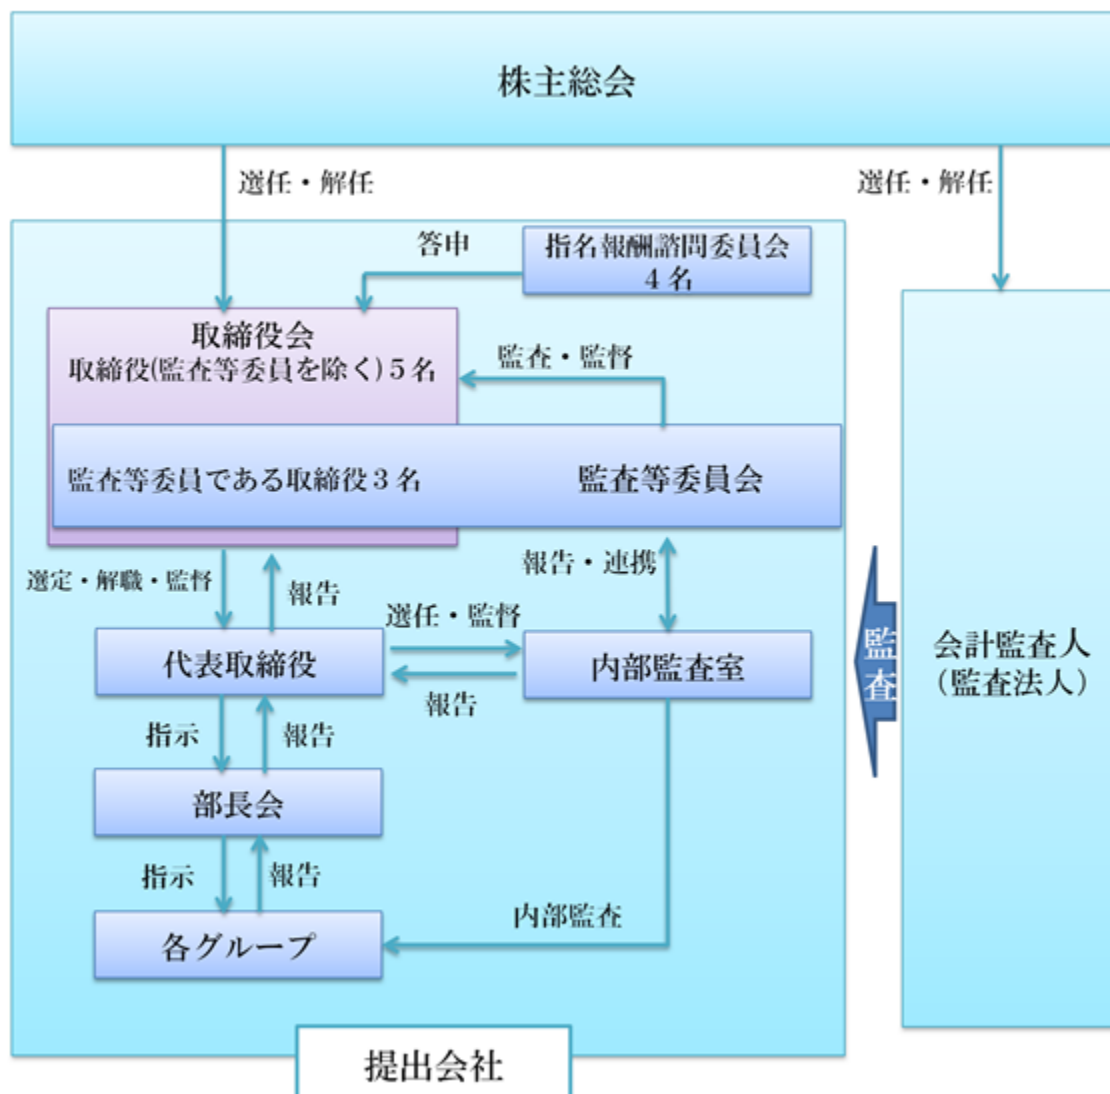 株主総会
選任・解任
選任・解任
答申
指名報酬諮問委員会
4名
取締役会
取締役(監査等委員を除く)5名
監査・監督
監査等委員である取締役3名
監査等委員会
選定・解職・監督
報告
報告・連携
選任・監督
代表取締役
内部監査室
報告
監
査
会計監査人
（監査法人）
指示
報告
部長会
指示
報告
内部監査
各グループ
提出会社